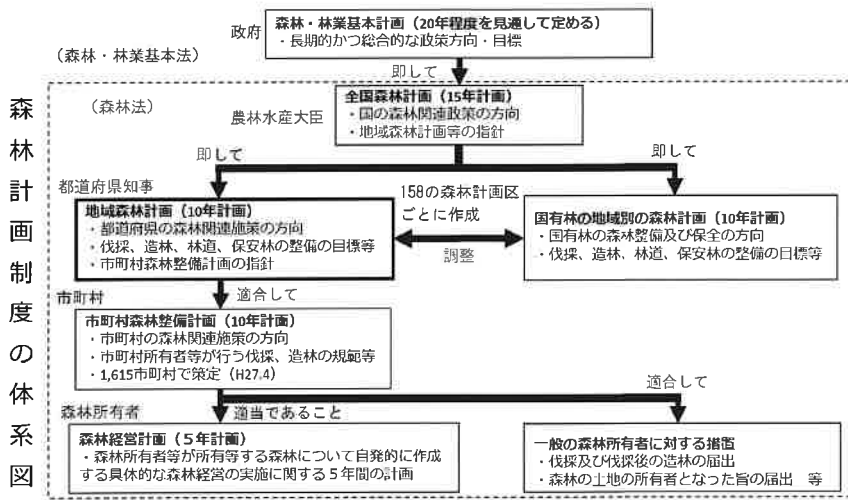 森林計画制度の体系図
政府
森林・林業基本計画（20年程度を見通して定める）
・長期的かつ総合的な政策方向・目標
（森林・林業基本法）
即して
（森林法）
農林水産大臣
全国森林計画（15年計画）
・国の森林関連政策の方向
・地域森林計画等の指針
即して
即して
都道府県知事
地域森林計画（10年計画）
・都道府県の森林関連施策の方向
・伐採、造林、林道、保安林の整備の目標等
・市町村森林整備計画の指針
158の森林計画区
ごとに作成
調整
国有林の地域別の森林計画（10年計画）
・国有林の森林整備及び保全の方向
・伐採、造林、林道、保安林の整備の目標等
市町村
適合して
市町村森林整備計画（10年計画）
・市町村の森林関連施策の方向
・市町村所有者等が行う伐採、造林の規範等
・1,615市町村で策定（H27.4）
適合して
森林所有者
適当であること
森林経営計画（５年計画）
・森林所有者等が所有等する森林について自発的に作成
する具体的な森林経営の実施に関する５年間の計画
一般の森林所有者に対する措置
・伐採及び伐採後の造林の届出
・森林の土地の所有者となった旨の届出　等